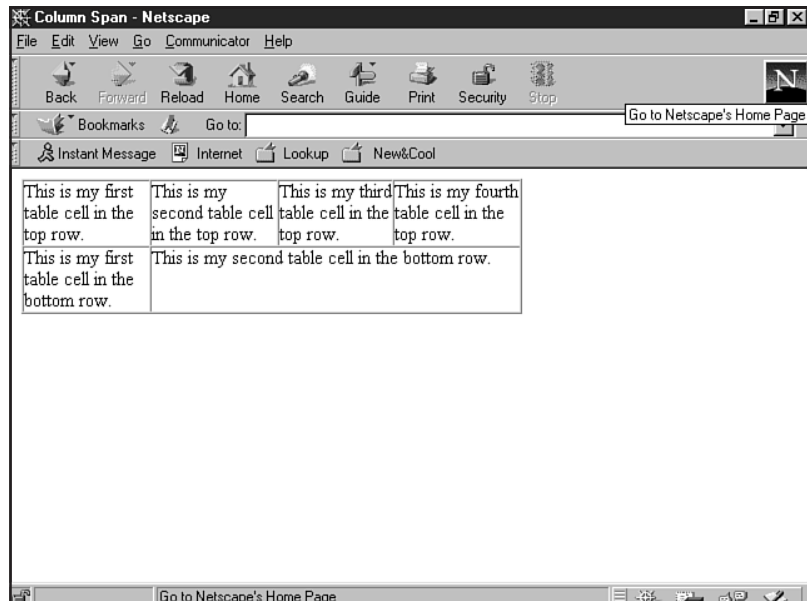 Column Span - Netscape
File Edit View Go Communicator Help
Back Forward Reload Home Search Guide Print Security Stop
N
Go to Netscape's Home Page
Bookmarks Go to:
Instant Message Internet Lookup New&Cool
This is my first table cell in the top row.
This is my second table cell in the top row.
This is my third table cell in the top row.
This is my fourth table cell in the top row.
This is my first table cell in the bottom row.
This is my second table cell in the bottom row.
Go to Netscape's Home Page